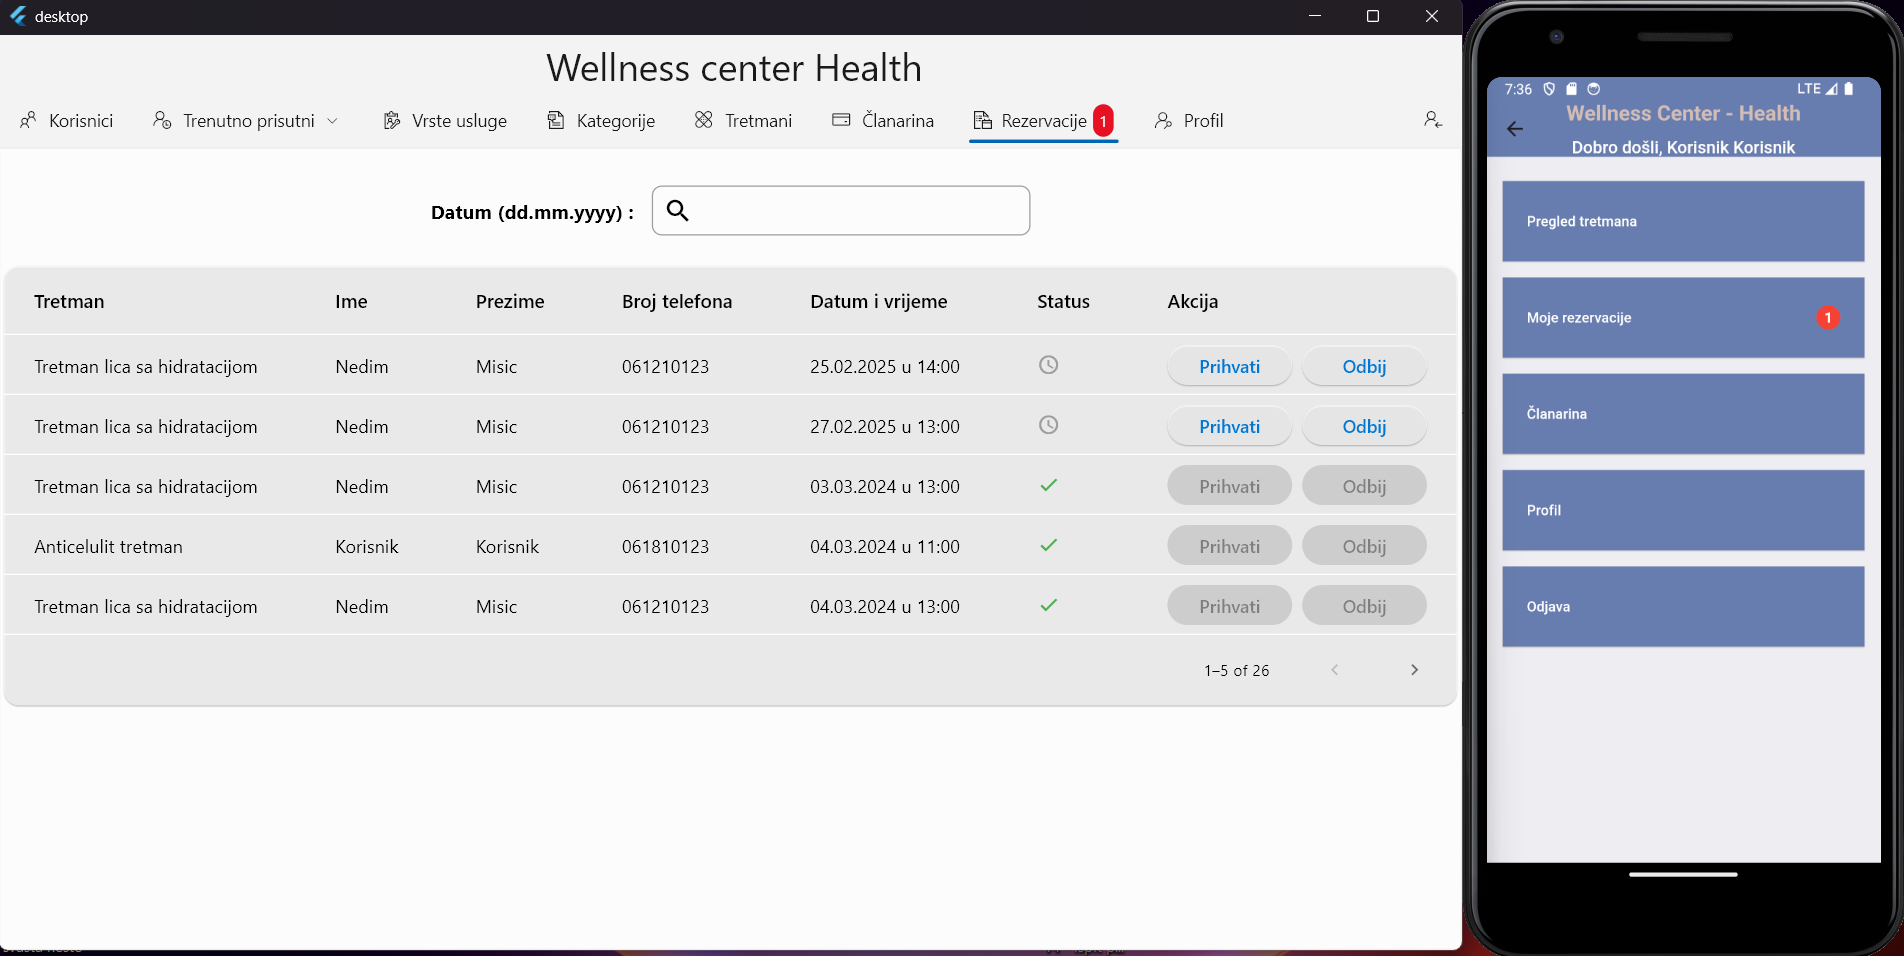 desktop
Wellness center Health
Korisnici Trenutno prisutni Vrste usluge Kategorije Tretmani Članarina Rezervacije 1 Profil
Datum (dd.mm.yyyy) :
Tretman Ime Prezime Broj telefona Datum i vrijeme Status Akcija
Tretman lica sa hidratacijom Nedim Misic 061210123 25.02.2025 u 14:00 Prihvati Odbij
Tretman lica sa hidratacijom Nedim Misic 061210123 27.02.2025 u 13:00 Prihvati Odbij
Tretman lica sa hidratacijom Nedim Misic 061210123 03.03.2024 u 13:00 Prihvati Odbij
Anticelulit tretman Korisnik Korisnik 061810123 04.03.2024 u 11:00 Prihvati Odbij
Tretman lica sa hidratacijom Nedim Misic 061210123 04.03.2024 u 13:00 Prihvati Odbij
1–5 of 26
7:36 LTE
Wellness Center - Health
Dobro došli, Korisnik Korisnik
Pregled tretmana
Moje rezervacije 1
Članarina
Profil
Odjava